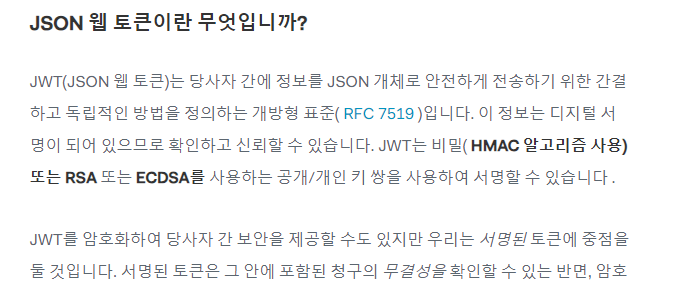 JSON 웹 토큰이란 무엇입니까?
JWT(JSON 웹 토큰)는 당사자 간에 정보를 JSON 개체로 안전하게 전송하기 위한 간결
하고 독립적인 방법을 정의하는 개방형 표준( RFC 7519 )입니다. 이 정보는 디지털 서
명이 되어 있으므로 확인하고 신뢰할 수 있습니다. JWT는 비밀( HMAC 알고리즘 사용)
또는 RSA 또는 ECDSA를 사용하는 공개/개인 키 쌍을 사용하여 서명할 수 있습니다 .
JWT를 암호화하여 당사자 간 보안을 제공할 수도 있지만 우리는 서명된 토큰에 중점을
둘 것입니다. 서명된 토큰은 그 안에 포함된 청구의 무결성을 확인할 수 있는 반면, 암호